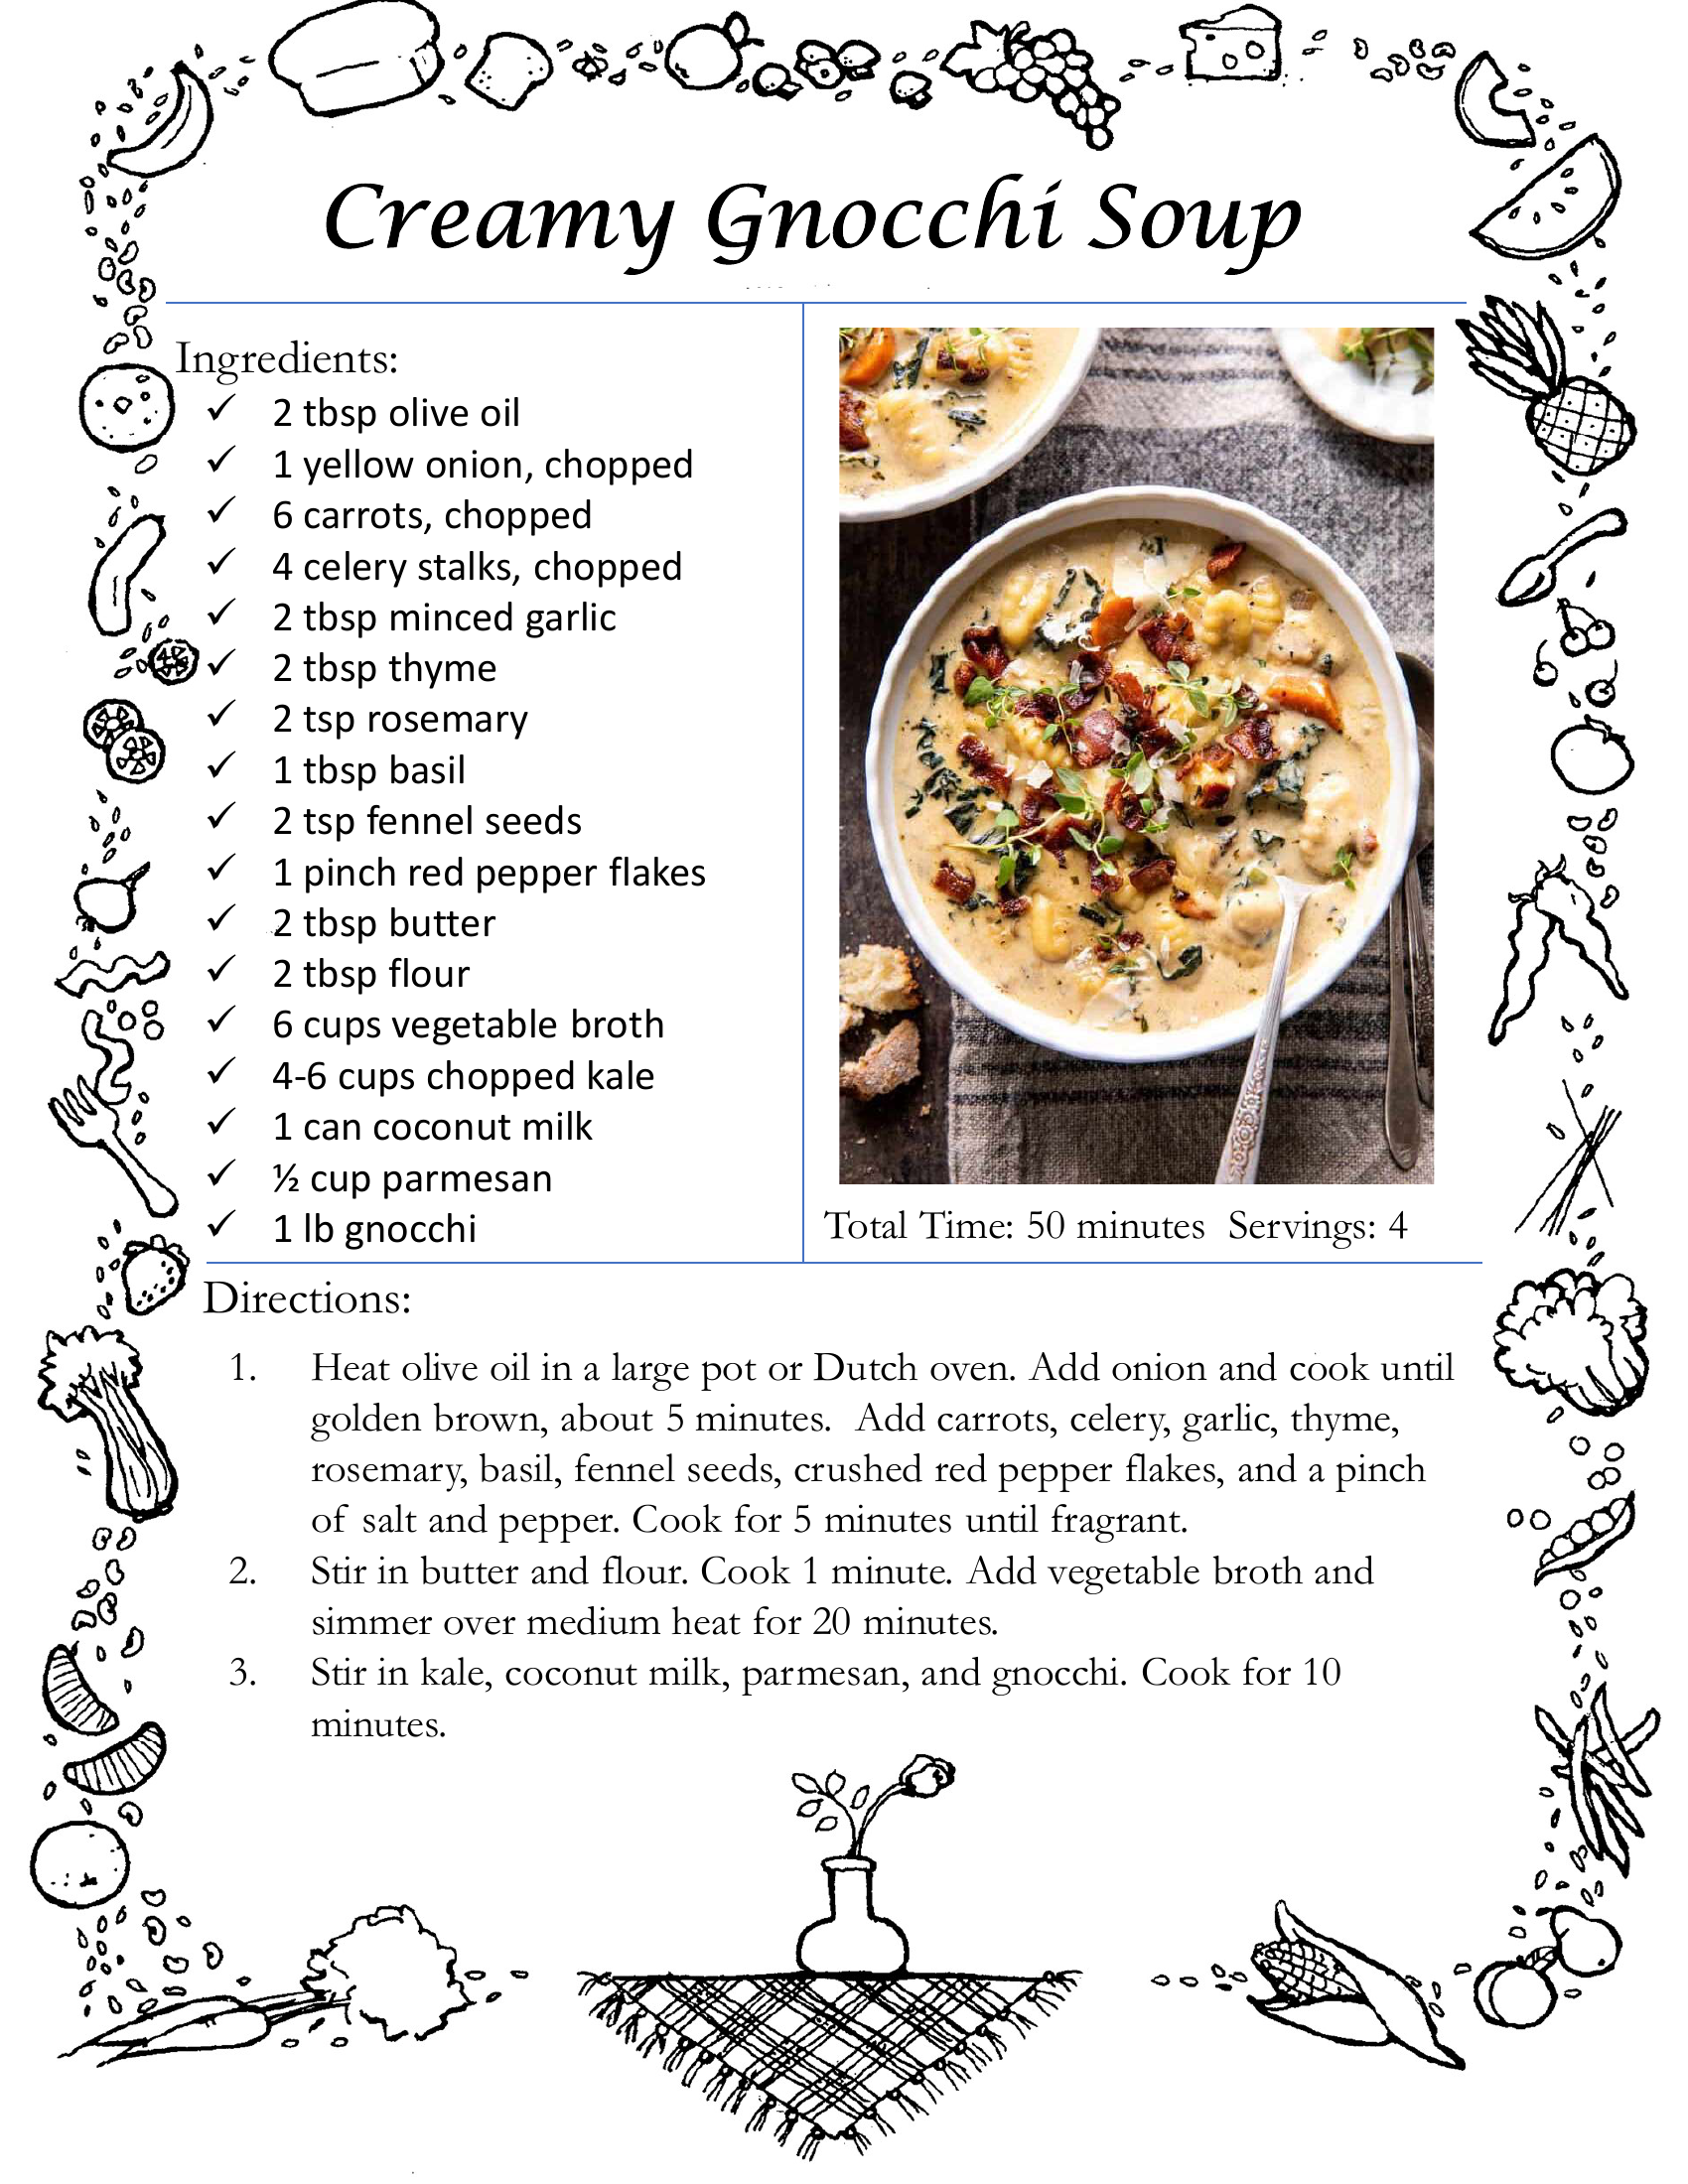 Creamy Gnocchi Soup
Ingredients:
✓ 2 tbsp olive oil
✓ 1 yellow onion, chopped
✓ 6 carrots, chopped
✓ 4 celery stalks, chopped
✓ 2 tbsp minced garlic
✓ 2 tbsp thyme
✓ 2 tsp rosemary
✓ 1 tbsp basil
✓ 2 tsp fennel seeds
✓ 1 pinch red pepper flakes
✓ 2 tbsp butter
✓ 2 tbsp flour
✓ 6 cups vegetable broth
✓ 4-6 cups chopped kale
✓ 1 can coconut milk
✓ ½ cup parmesan
✓ 1 lb gnocchi
Total Time: 50 minutes  Servings: 4
Directions:
1. Heat olive oil in a large pot or Dutch oven. Add onion and cook until
golden brown, about 5 minutes.  Add carrots, celery, garlic, thyme,
rosemary, basil, fennel seeds, crushed red pepper flakes, and a pinch
of salt and pepper. Cook for 5 minutes until fragrant.
2. Stir in butter and flour. Cook 1 minute. Add vegetable broth and
simmer over medium heat for 20 minutes.
3. Stir in kale, coconut milk, parmesan, and gnocchi. Cook for 10
minutes.